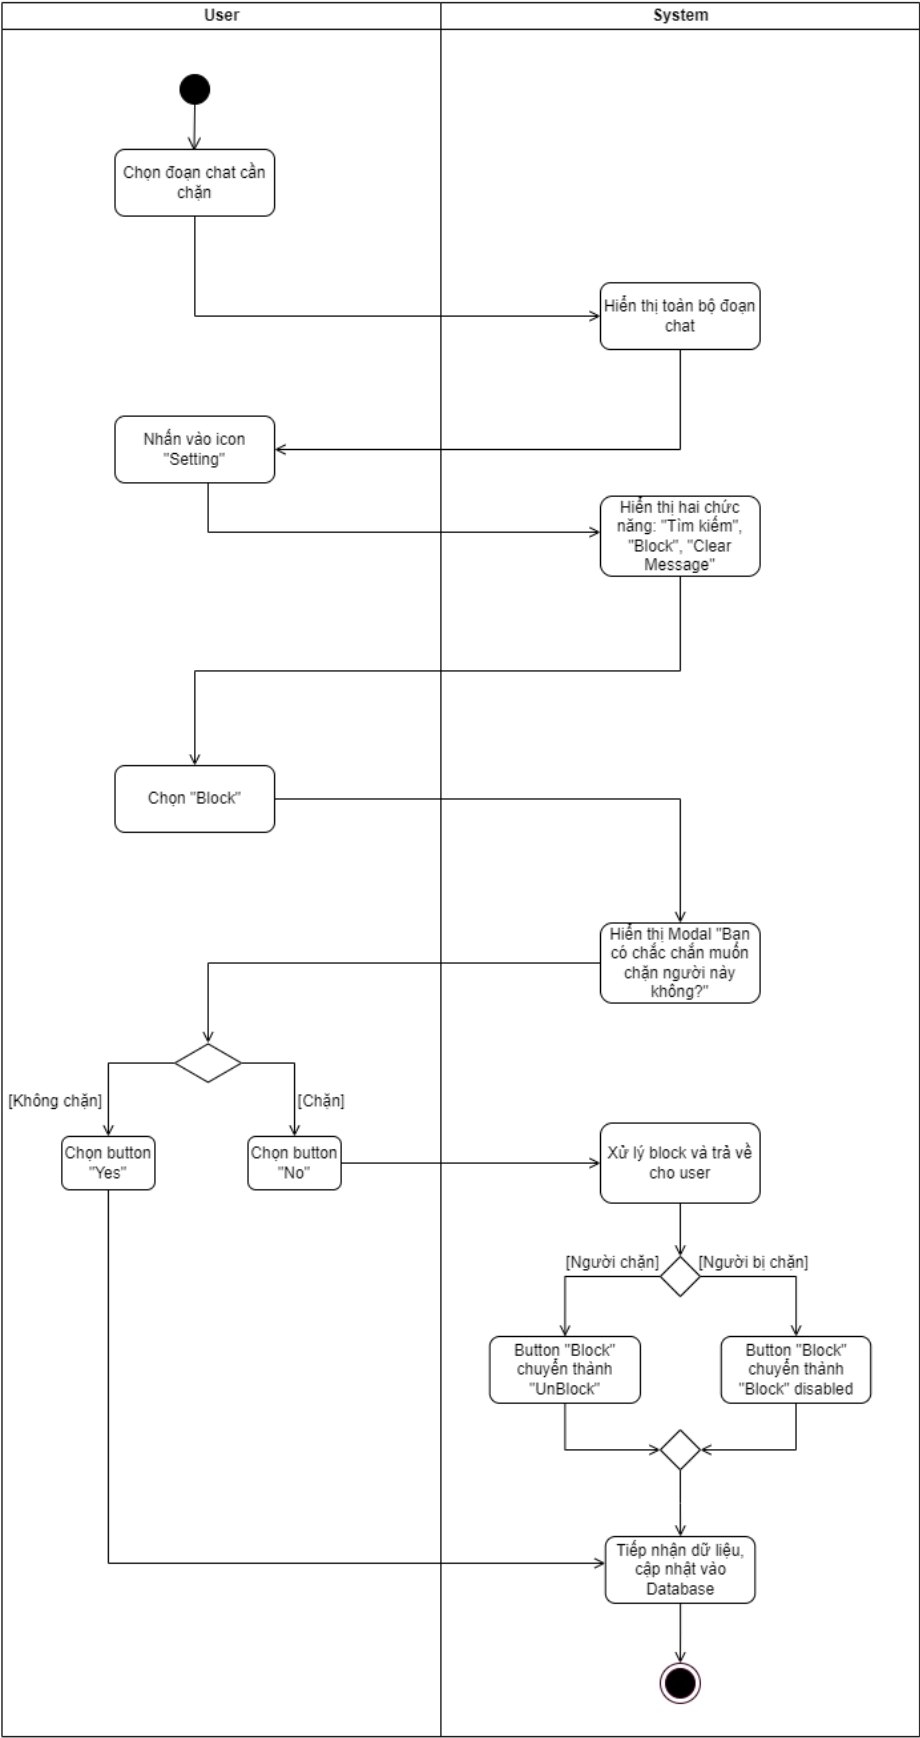 User
System
Chọn đoạn chat cần
chặn
Hiển thị toàn bộ đoạn
chat
Nhấn vào icon
"Setting"
Hiển thị hai chức
năng: "Tìm kiếm",
"Block", "Clear
Message"
Chọn "Block"
Hiển thị Modal "Bạn
có chắc chắn muốn
chặn người này
không?"
[Không chặn]
[Chặn]
Chọn button
"Yes"
Chọn button
"No"
Xử lý block và trả về
cho user
[Người chặn]
[Người bị chặn]
Button "Block"
chuyển thành
"UnBlock"
Button "Block"
chuyển thành
"Block" disabled
Tiếp nhận dữ liệu,
cập nhật vào
Database